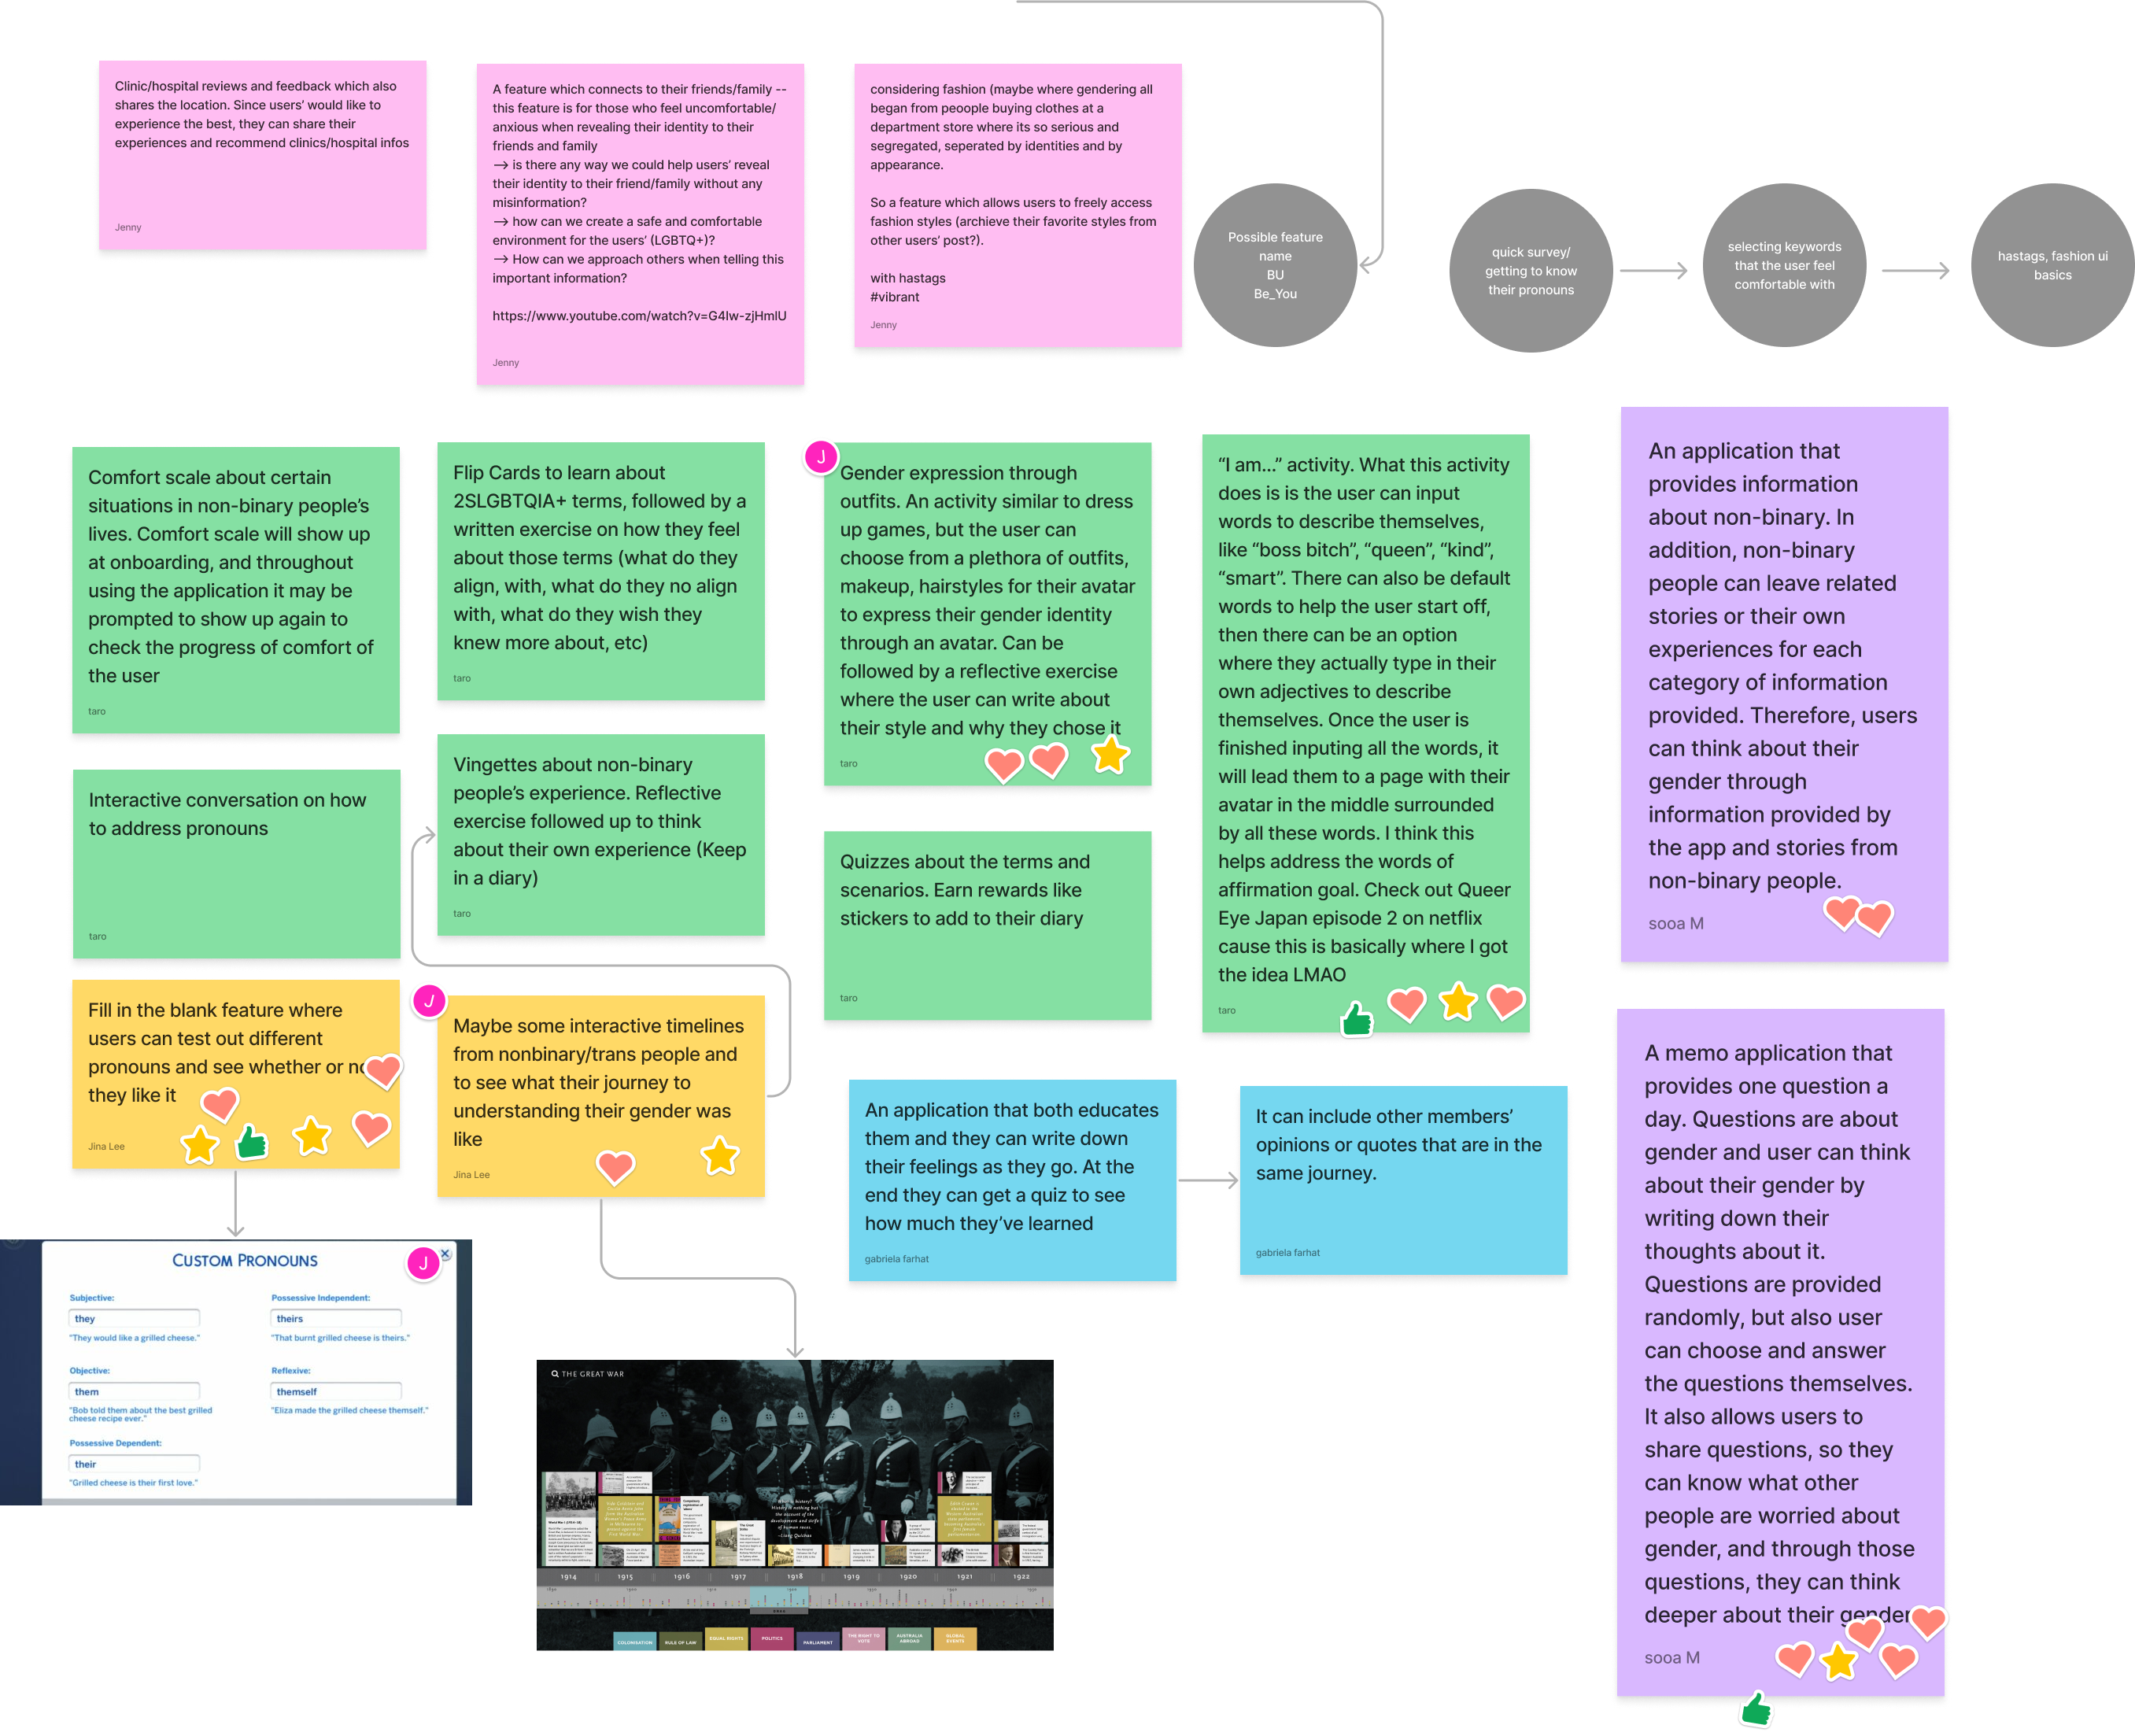 Clinic/hospital reviews and feedback which also
shares the location. Since users’ would like to
experience the best, they can share their
experiences and recommend clinics/hospital infos
Jenny
A feature which connects to their friends/family --
this feature is for those who feel uncomfortable/
anxious when revealing their identity to their
friends and family
—> is there any way we could help users’ reveal
their identity to their friend/family without any
misinformation?
—> how can we create a safe and comfortable
environment for the users’ (LGBTQ+)?
—> How can we approach others when telling this
important information?
https://www.youtube.com/watch?v=G4Iw-zjHmlU
Jenny
considering fashion (maybe where gendering all
began from peoople buying clothes at a
department store where its so serious and
segregated, seperated by identities and by
appearance.
So a feature which allows users to freely access
fashion styles (archieve their favorite styles from
other users’ post?).
with hastags
#vibrant
Jenny
Possible feature
name
BU
Be_You
quick survey/
getting to know
their pronouns
selecting keywords
that the user feel
comfortable with
hastags, fashion ui
basics
Comfort scale about certain
situations in non-binary people’s
lives. Comfort scale will show up
at onboarding, and throughout
using the application it may be
prompted to show up again to
check the progress of comfort of
the user
taro
Flip Cards to learn about
2SLGBTQIA+ terms, followed by a
written exercise on how they feel
about those terms (what do they
align, with, what do they no align
with, what do they wish they
knew more about, etc)
taro
J
Gender expression through
outfits. An activity similar to dress
up games, but the user can
choose from a plethora of outfits,
makeup, hairstyles for their avatar
to express their gender identity
through an avatar. Can be
followed by a reflective exercise
where the user can write about
their style and why they chose it
taro
“I am...” activity. What this activity
does is is the user can input
words to describe themselves,
like “boss bitch”, “queen”, “kind”,
“smart”. There can also be default
words to help the user start off,
then there can be an option
where they actually type in their
own adjectives to describe
themselves. Once the user is
finished inputing all the words, it
will lead them to a page with their
avatar in the middle surrounded
by all these words. I think this
helps address the words of
affirmation goal. Check out Queer
Eye Japan episode 2 on netflix
cause this is basically where I got
the idea LMAO
taro
An application that
provides information
about non-binary. In
addition, non-binary
people can leave related
stories or their own
experiences for each
category of information
provided. Therefore, users
can think about their
gender through
information provided by
the app and stories from
non-binary people.
sooa M
Interactive conversation on how
to address pronouns
taro
Vingettes about non-binary
people’s experience. Reflective
exercise followed up to think
about their own experience (Keep
in a diary)
taro
Quizzes about the terms and
scenarios. Earn rewards like
stickers to add to their diary
taro
Fill in the blank feature where
users can test out different
pronouns and see whether or no
they like it
Jina Lee
J
Maybe some interactive timelines
from nonbinary/trans people and
to see what their journey to
understanding their gender was
like
Jina Lee
An application that both educates
them and they can write down
their feelings as they go. At the
end they can get a quiz to see
how much they’ve learned
gabriela farhat
It can include other members’
opinions or quotes that are in the
same journey.
gabriela farhat
A memo application that
provides one question a
day. Questions are about
gender and user can think
about their gender by
writing down their
thoughts about it.
Questions are provided
randomly, but also user
can choose and answer
the questions themselves.
It also allows users to
share questions, so they
can know what other
people are worried about
gender, and through those
questions, they can think
deeper about their gender
sooa M
CUSTOM PRONOUNS
J
Subjective:
they
"They would like a grilled cheese."
Possessive Independent:
theirs
"That burnt grilled cheese is theirs."
Objective:
them
"Bob told them about the best grilled
cheese recipe ever."
Reflexive:
themself
"Eliza made the grilled cheese themself."
Possessive Dependent:
their
"Grilled cheese is their first love."
THE GREAT WAR
1914 1915 1916 1917 1918 1919 1920 1921 1922
COLONISATION
RULE OF LAW
EQUAL RIGHTS
POLITICS
PARLIAMENT
THE RIGHT TO
VOTE
AUSTRALIA
ABROAD
GLOBAL
EVENTS